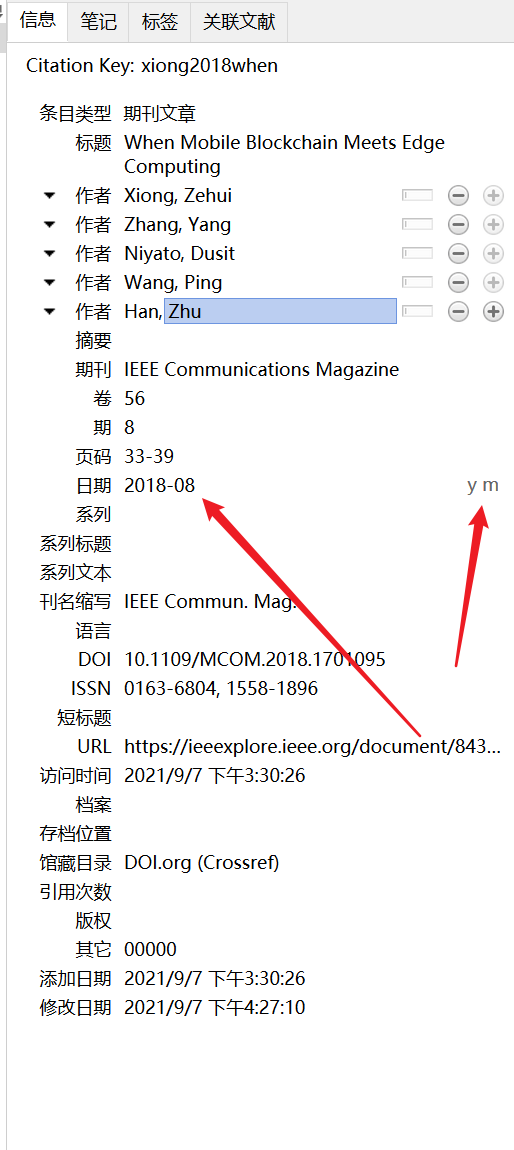 信息 笔记 标签 关联文献
Citation Key: xiong2018when
条目类型 期刊文章
标题 When Mobile Blockchain Meets Edge
Computing
作者 Xiong, Zehui
作者 Zhang, Yang
作者 Niyato, Dusit
作者 Wang, Ping
作者 Han, Zhu
摘要
期刊 IEEE Communications Magazine
卷 56
期 8
页码 33-39
日期 2018-08 y m
系列
系列标题
系列文本
刊名缩写 IEEE Commun. Mag.
语言
DOI 10.1109/MCOM.2018.1701095
ISSN 0163-6804, 1558-1896
短标题
URL https://ieeexplore.ieee.org/document/843...
访问时间 2021/9/7 下午3:30:26
档案
存档位置
馆藏目录 DOI.org (Crossref)
引用次数
版权
其它 00000
添加日期 2021/9/7 下午3:30:26
修改日期 2021/9/7 下午4:27:10